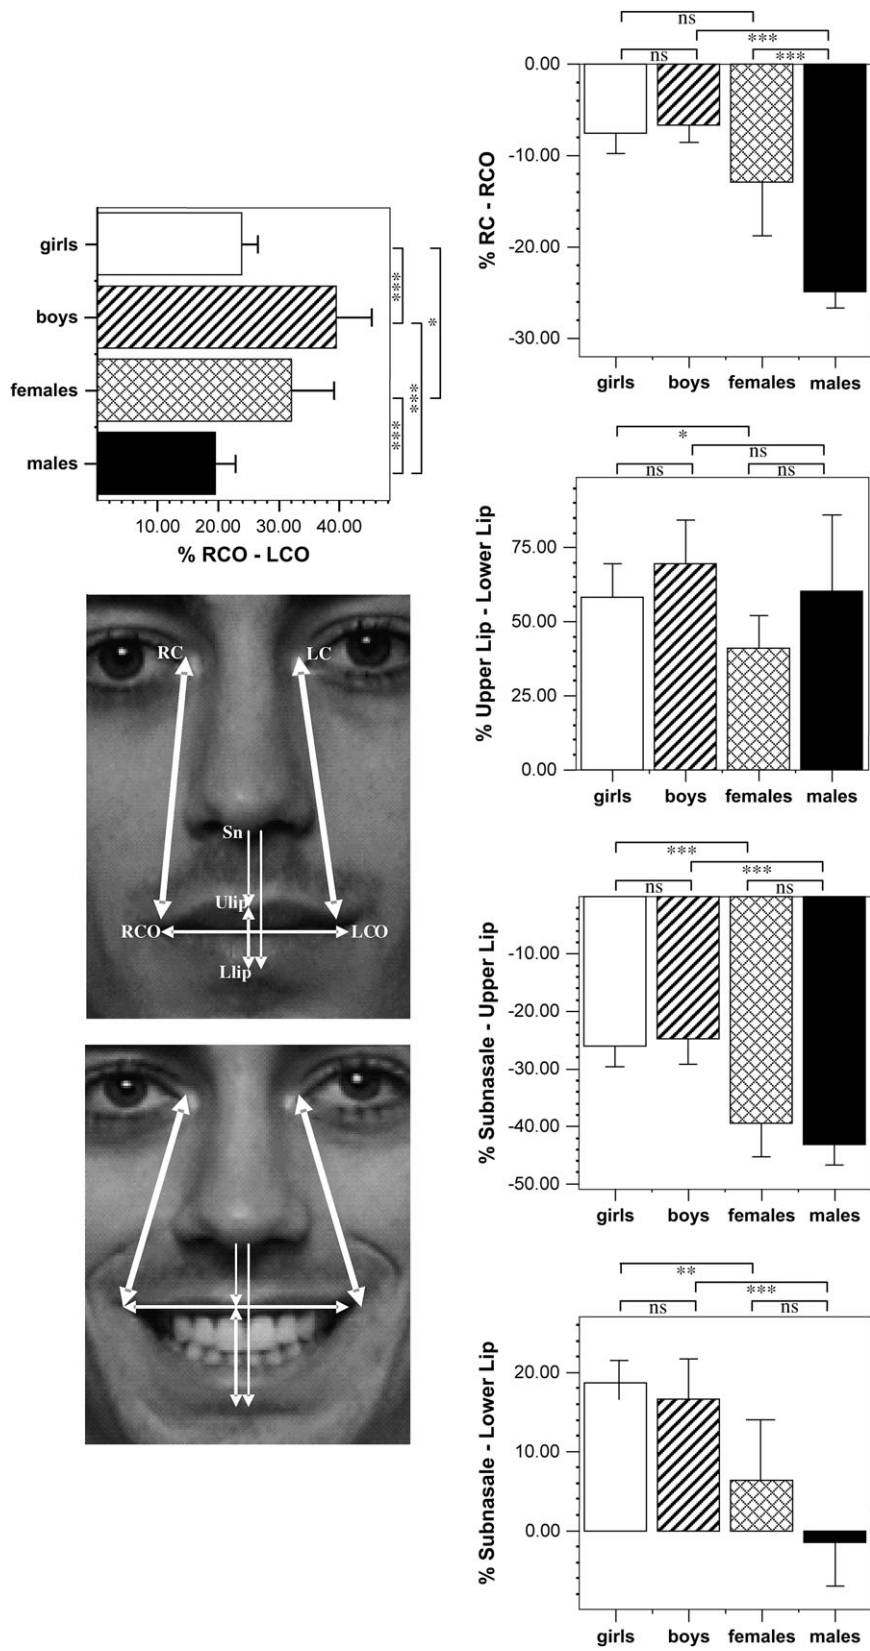 girls
boys
females
males
***
*
***
***
10.00 20.00 30.00 40.00
% RCO - LCO
RC LC
Sn
Ulip
RCO LCO
Llip
ns
***
ns ***
0.00
-10.00
-20.00
-30.00
% RC - RCO
girls boys females males
*
ns
ns ns
75.00
50.00
25.00
0.00
% Upper Lip - Lower Lip
girls boys females males
***
***
ns ns
-10.00
-20.00
-30.00
-40.00
-50.00
% Subnasale - Upper Lip
girls boys females males
**
***
ns ns
20.00
10.00
0.00
% Subnasale - Lower Lip
girls boys females males